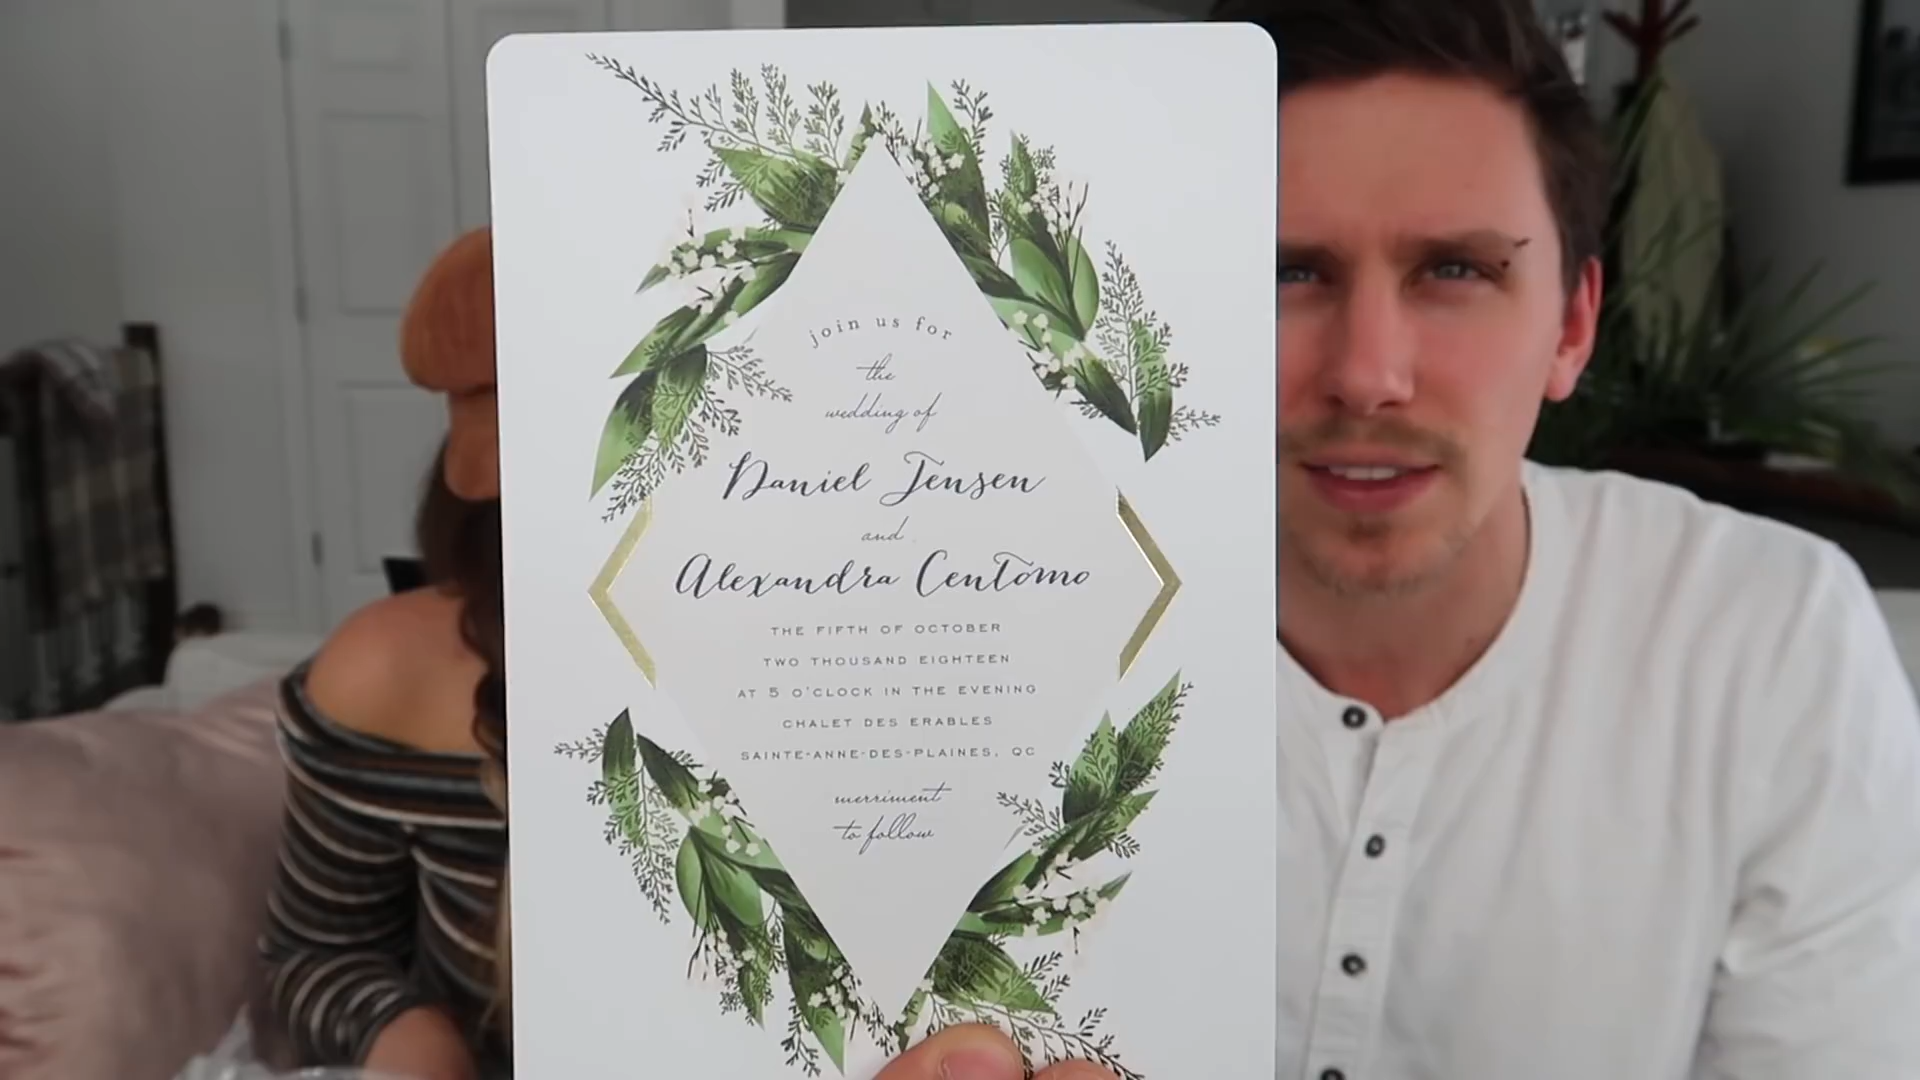 join us for
the
wedding of
Daniel Jensen
and
Alexandra Centomo
THE FIFTH OF OCTOBER
TWO THOUSAND EIGHTEEN
AT 5 O'CLOCK IN THE EVENING
CHALET DES ERABLES
SAINTE-ANNE-DES-PLAINES, QC
merriment
to follow